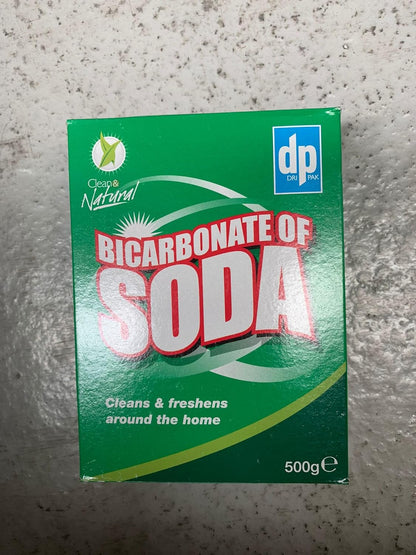 Clean&
Natural
dp
DRI PAK
BICARBONATE OF
SODA
Cleans & freshens
around the home
500g℮